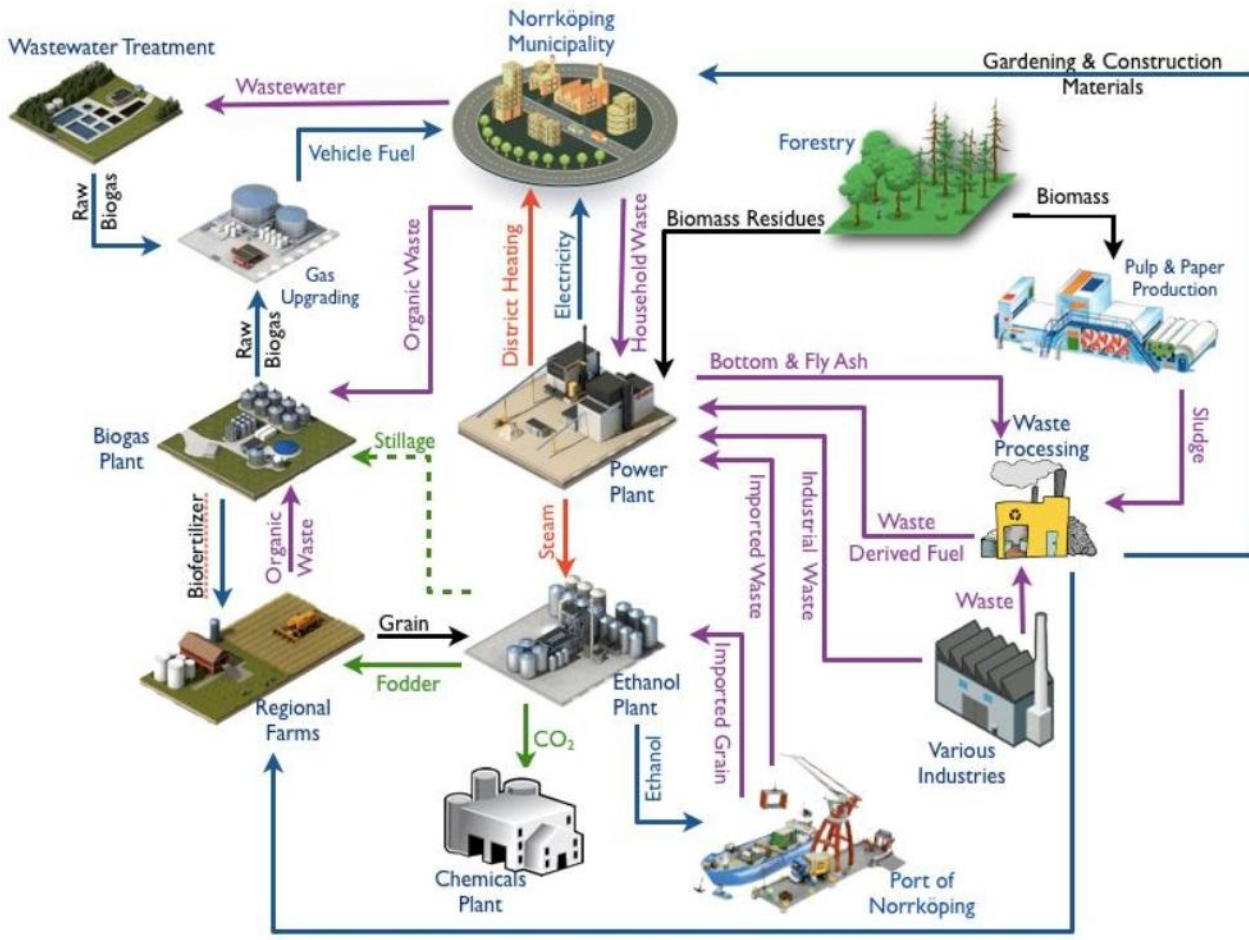 Norrköping
Municipality
Wastewater Treatment
Gardening & Construction
Materials
Wastewater
Forestry
Vehicle Fuel
Raw
Biogas
Biomass
Biomass Residues
Organic Waste
District Heating
Electricity
Household Waste
Gas
Upgrading
Pulp & Paper
Production
Raw
Biogas
Bottom & Fly Ash
Sludge
Waste
Processing
Biogas
Plant
Stillage
Power
Plant
Imported Waste
Industrial Waste
Waste
Derived Fuel
Biofertilizer
Organic
Waste
Steam
Waste
Grain
Fodder
Imported Grain
Ethanol
Plant
Regional
Farms
CO2
Ethanol
Various
Industries
Chemicals
Plant
Port of
Norrköping